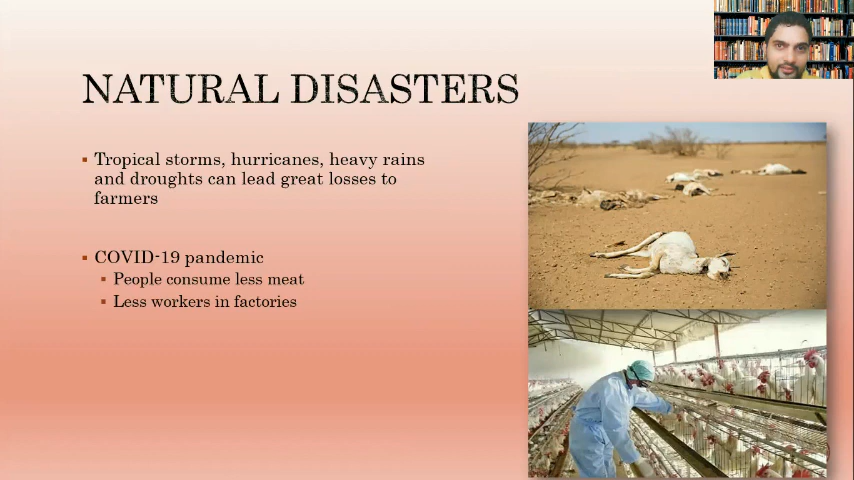 NATURAL DISASTERS
Tropical storms, hurricanes, heavy rains
and droughts can lead great losses to
farmers
COVID-19 pandemic
People consume less meat
Less workers in factories